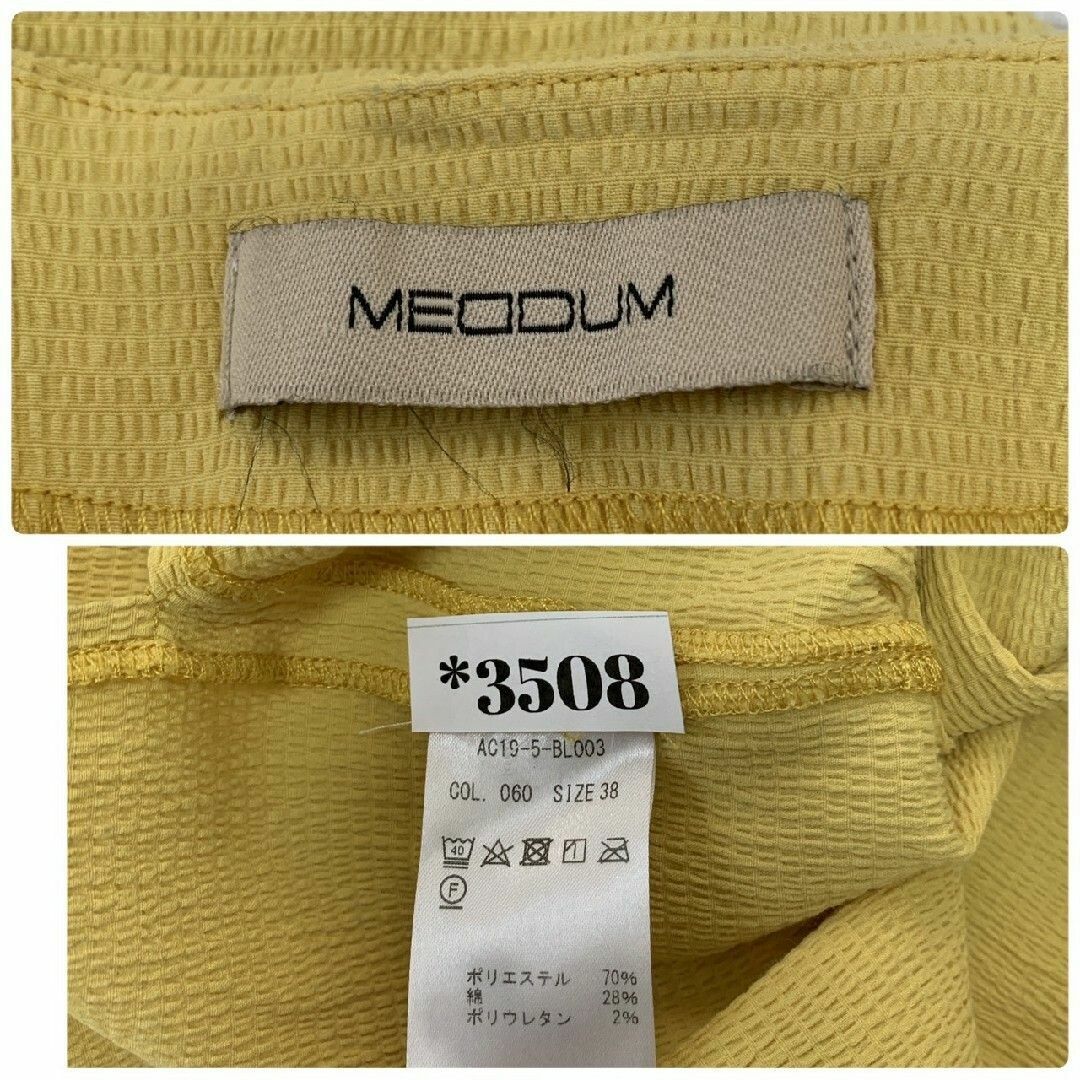 MEDDUM
*3508
AC19-5-BL003
COL. 060 SIZE 38
40
F
ポリエステル 70%
綿 28%
ポリウレタン 2%